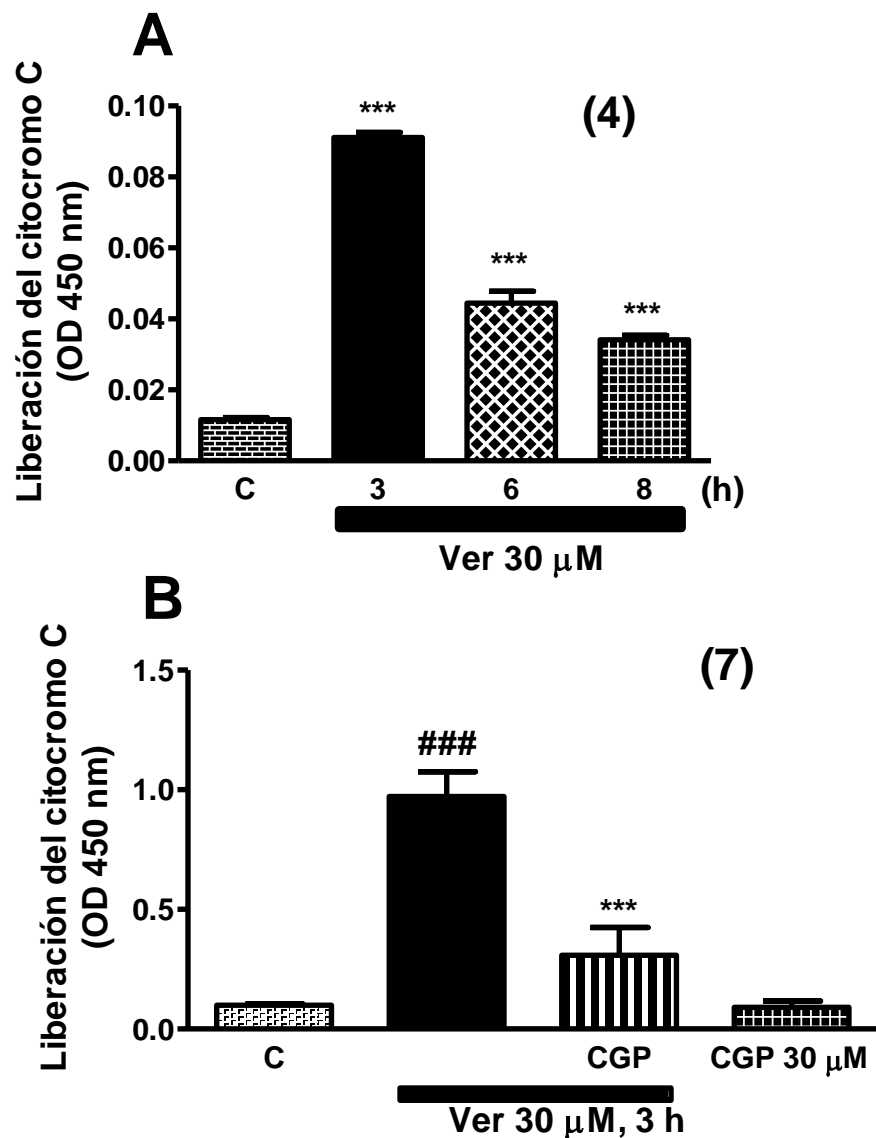 A
Liberación del citocromo C
(OD 450 nm)
(4)
0.10
0.08
0.06
0.04
0.02
0.00
***
***
***
C 3 6 8 (h)
Ver 30 μM
B
Liberación del citocromo C
(OD 450 nm)
(7)
1.5
1.0
0.5
0.0
###
***
C CGP CGP 30 μM
Ver 30 μM, 3 h